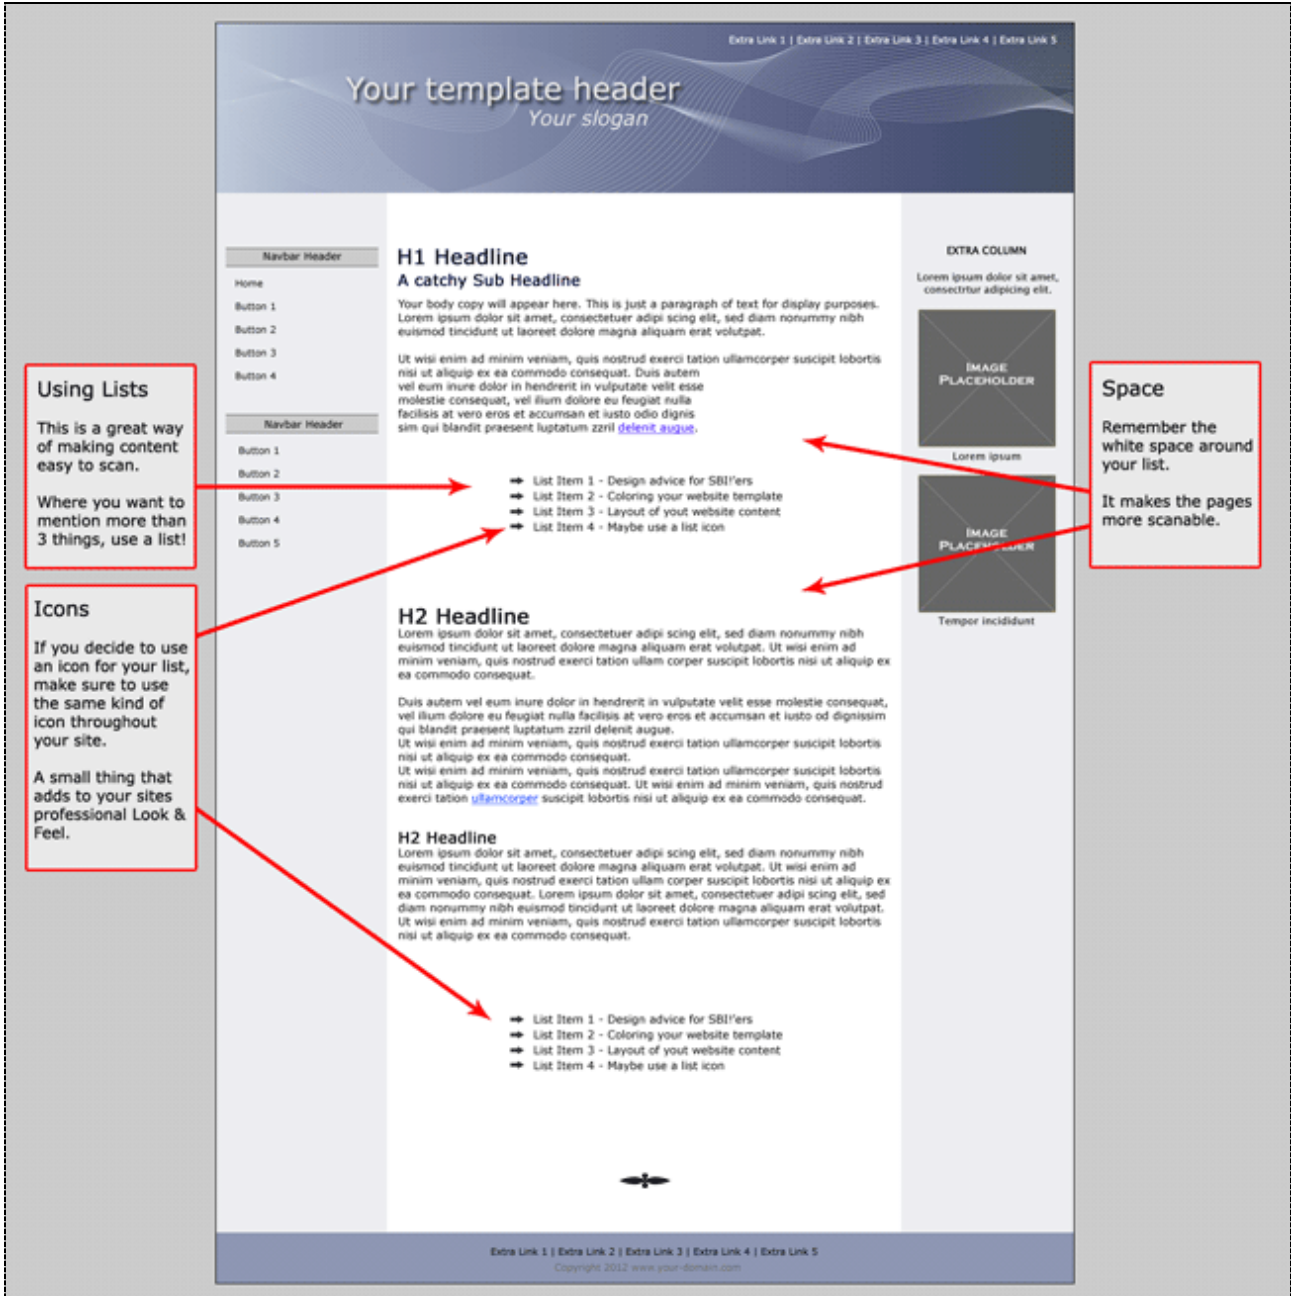 Extra Link 1 | Extra Link 2 | Extra Link 3 | Extra Link 4 | Extra Link 5
Your template header
Your slogan
Navbar Header
Home
Button 1
Button 2
Button 3
Button 4
Navbar Header
Button 1
Button 2
Button 3
Button 4
Button 5
Using Lists
This is a great way
of making content
easy to scan.
Where you want to
mention more than
3 things, use a list!
Icons
If you decide to use
an icon for your list,
make sure to use
the same kind of
icon throughout
your site.
A small thing that
adds to your sites
professional Look &
Feel.
H1 Headline
A catchy Sub Headline
Your body copy will appear here. This is just a paragraph of text for display purposes.
Lorem ipsum dolor sit amet, consectetuer adipi scing elit, sed diam nonummy nibh
euismod tincidunt ut laoreet dolore magna aliquam erat volutpat.
Ut wisi enim ad minim veniam, quis nostrud exerci tation ullamcorper suscipit lobortis
nisi ut aliquip ex ea commodo consequat. Duis autem
vel eum inure dolor in hendrerit in vulputate velit esse
molestie consequat, vel ilium dolore eu feugiat nulla
facilisis at vero eros et accumsan et iusto odio dignis
sim qui blandit praesent luptatum zzril delenit augue.
List Item 1 - Design advice for SBI!'ers
List Item 2 - Coloring your website template
List Item 3 - Layout of yout website content
List Item 4 - Maybe use a list icon
H2 Headline
Lorem ipsum dolor sit amet, consectetuer adipi scing elit, sed diam nonummy nibh
euismod tincidunt ut laoreet dolore magna aliquam erat volutpat. Ut wisi enim ad
minim veniam, quis nostrud exerci tation ullam corper suscipit lobortis nisi ut aliquip ex
ea commodo consequat.
Duis autem vel eum inure dolor in hendrerit in vulputate velit esse molestie consequat,
vel ilium dolore eu feugiat nulla facilisis at vero eros et accumsan et iusto od dignissim
qui blandit praesent luptatum zzril delenit augue.
Ut wisi enim ad minim veniam, quis nostrud exerci tation ullamcorper suscipit lobortis
nisi ut aliquip ex ea commodo consequat.
Ut wisi enim ad minim veniam, quis nostrud exerci tation ullamcorper suscipit lobortis
nisi ut aliquip ex ea commodo consequat. Ut wisi enim ad minim veniam, quis nostrud
exerci tation ullamcorper suscipit lobortis nisi ut aliquip ex ea commodo consequat.
H2 Headline
Lorem ipsum dolor sit amet, consectetuer adipi scing elit, sed diam nonummy nibh
euismod tincidunt ut laoreet dolore magna aliquam erat volutpat. Ut wisi enim ad
minim veniam, quis nostrud exerci tation ullam corper suscipit lobortis nisi ut aliquip ex
ea commodo consequat. Lorem ipsum dolor sit amet, consectetuer adipi scing elit, sed
diam nonummy nibh euismod tincidunt ut laoreet dolore magna aliquam erat volutpat.
Ut wisi enim ad minim veniam, quis nostrud exerci tation ullamcorper suscipit lobortis
nisi ut aliquip ex ea commodo consequat.
List Item 1 - Design advice for SBI!'ers
List Item 2 - Coloring your website template
List Item 3 - Layout of yout website content
List Item 4 - Maybe use a list icon
EXTRA COLUMN
Lorem ipsum dolor sit amet,
consectrtur adipicing elit.
IMAGE
PLACEHOLDER
Lorem ipsum
IMAGE
PLACEHOLDER
Tempor incididunt
Space
Remember the
white space around
your list.
It makes the pages
more scanable.
Extra Link 1 | Extra Link 2 | Extra Link 3 | Extra Link 4 | Extra Link 5
Copyright 2012 www.your-domain.com